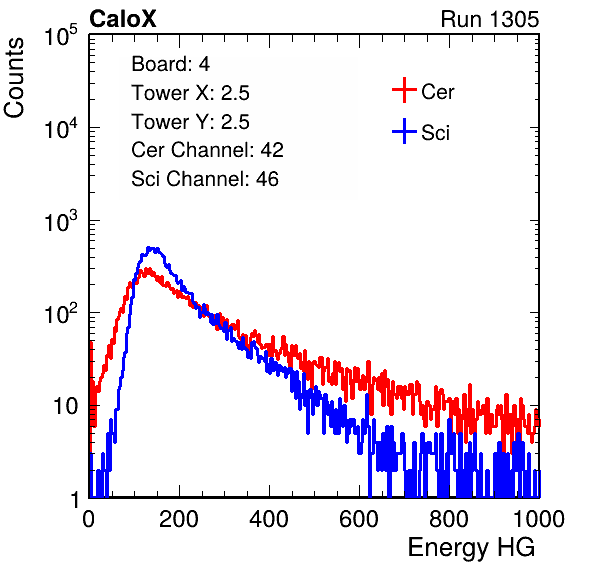 CaloX Run 1305
Counts
10^5
10^4
10^3
10^2
10
1
Board: 4
Tower X: 2.5
Tower Y: 2.5
Cer Channel: 42
Sci Channel: 46
Cer
Sci
0 200 400 600 800 1000
Energy HG